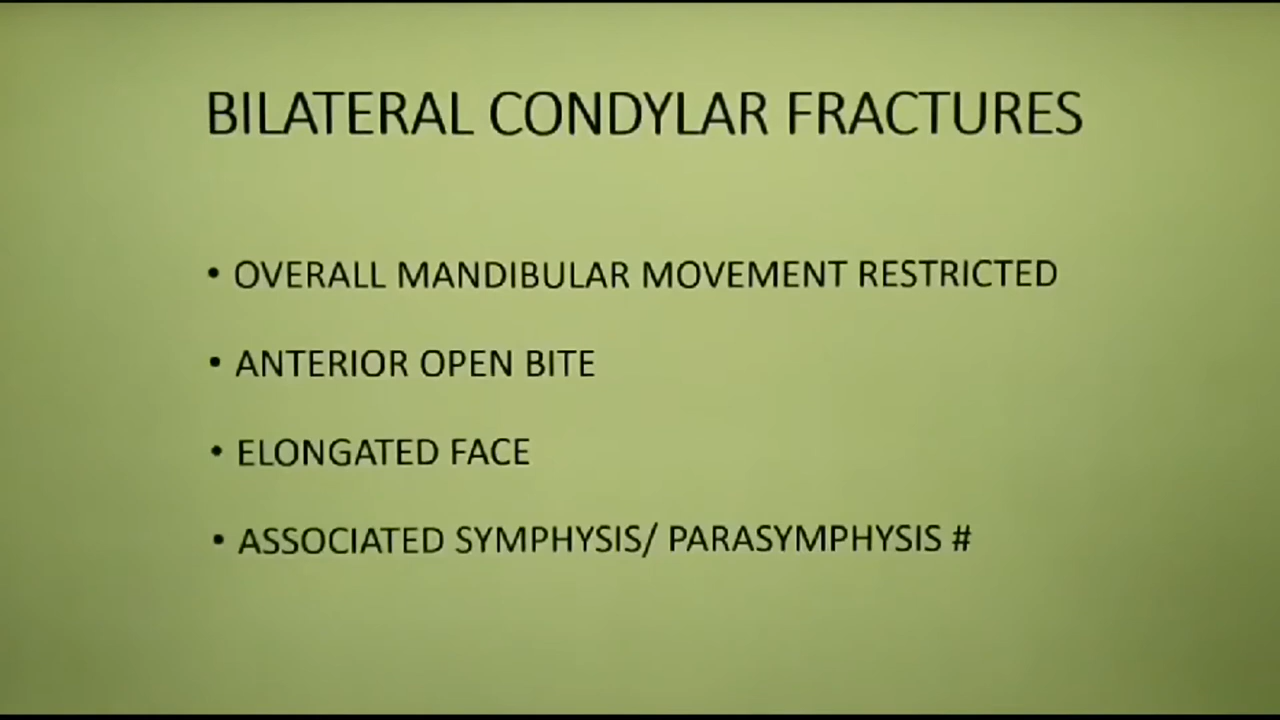 BILATERAL CONDYLAR FRACTURES
• OVERALL MANDIBULAR MOVEMENT RESTRICTED
• ANTERIOR OPEN BITE
• ELONGATED FACE
• ASSOCIATED SYMPHYSIS/ PARASYMPHYSIS #